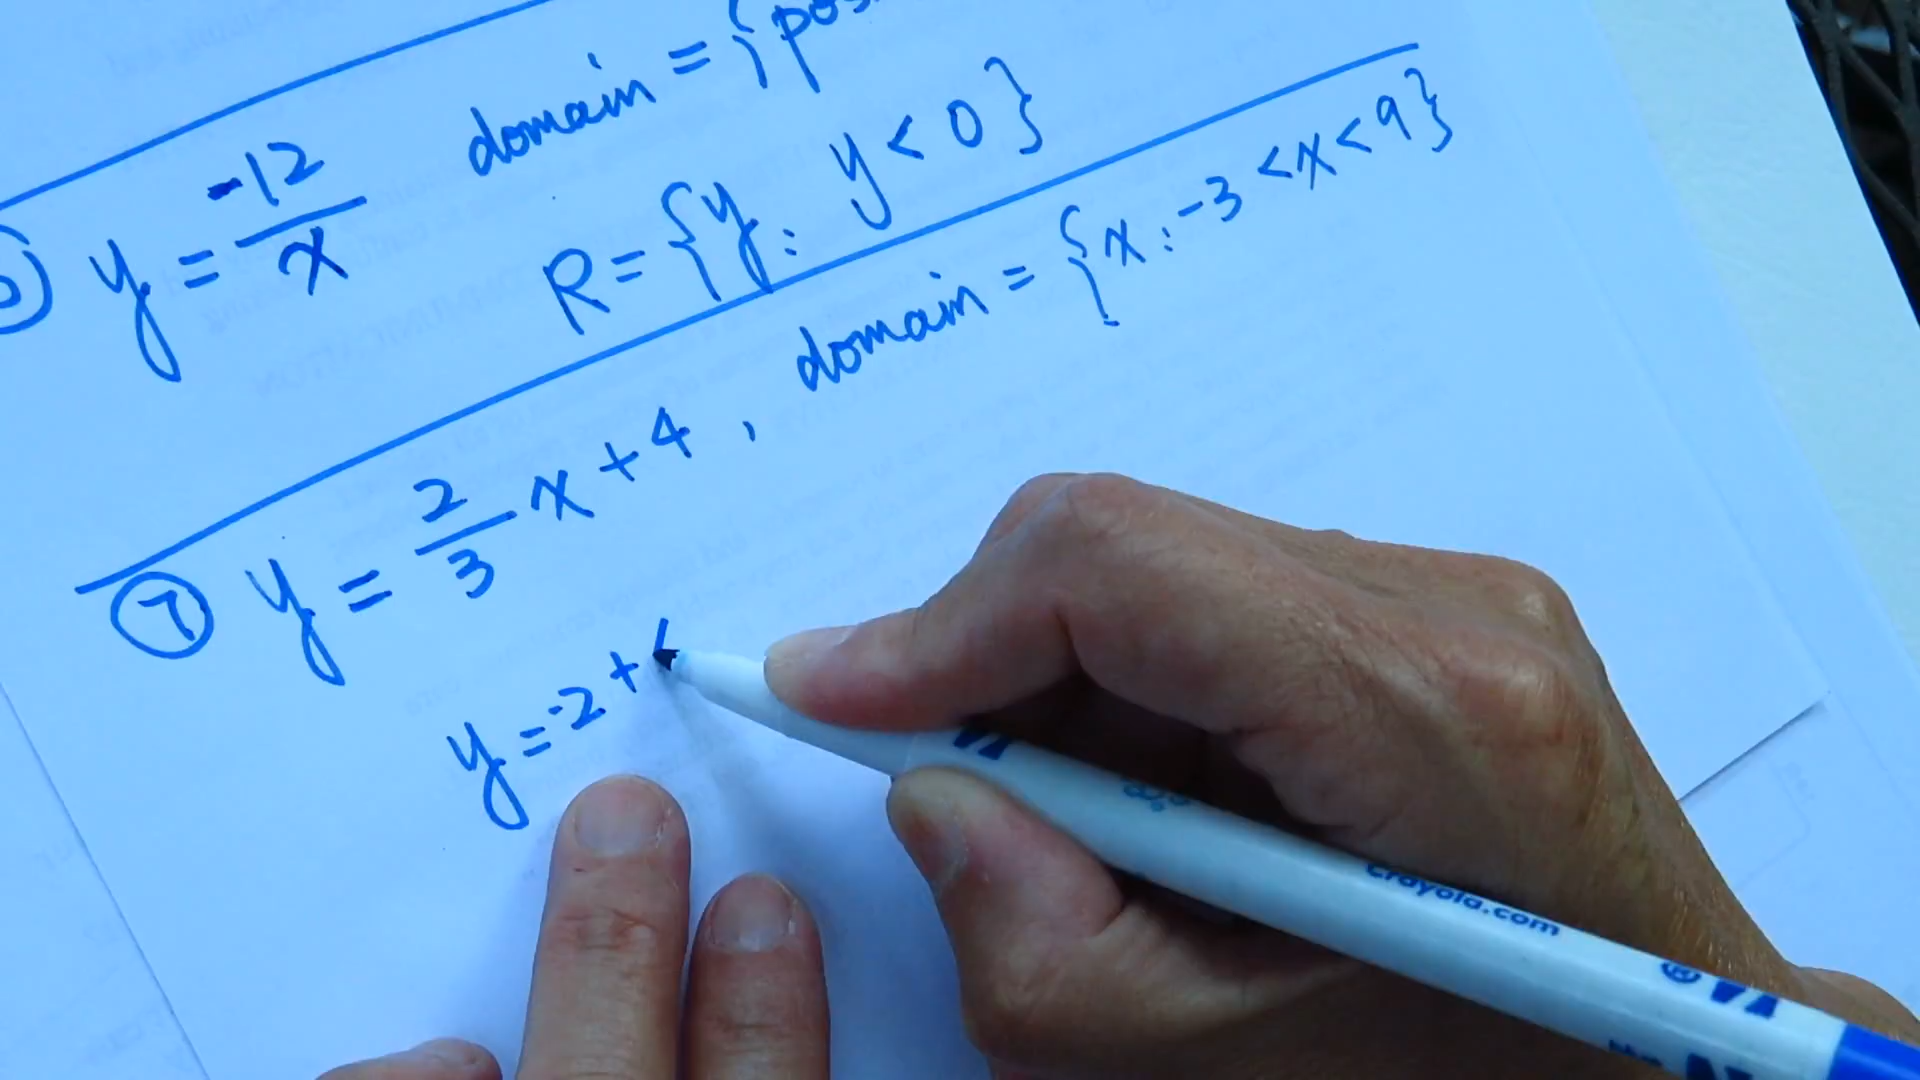 domain = {pos
y = -12/x
R = {y : y < 0}
⑦ y = 2/3 x + 4 , domain = {x : -3 < x < 9}
y = -2 +
crayola.com